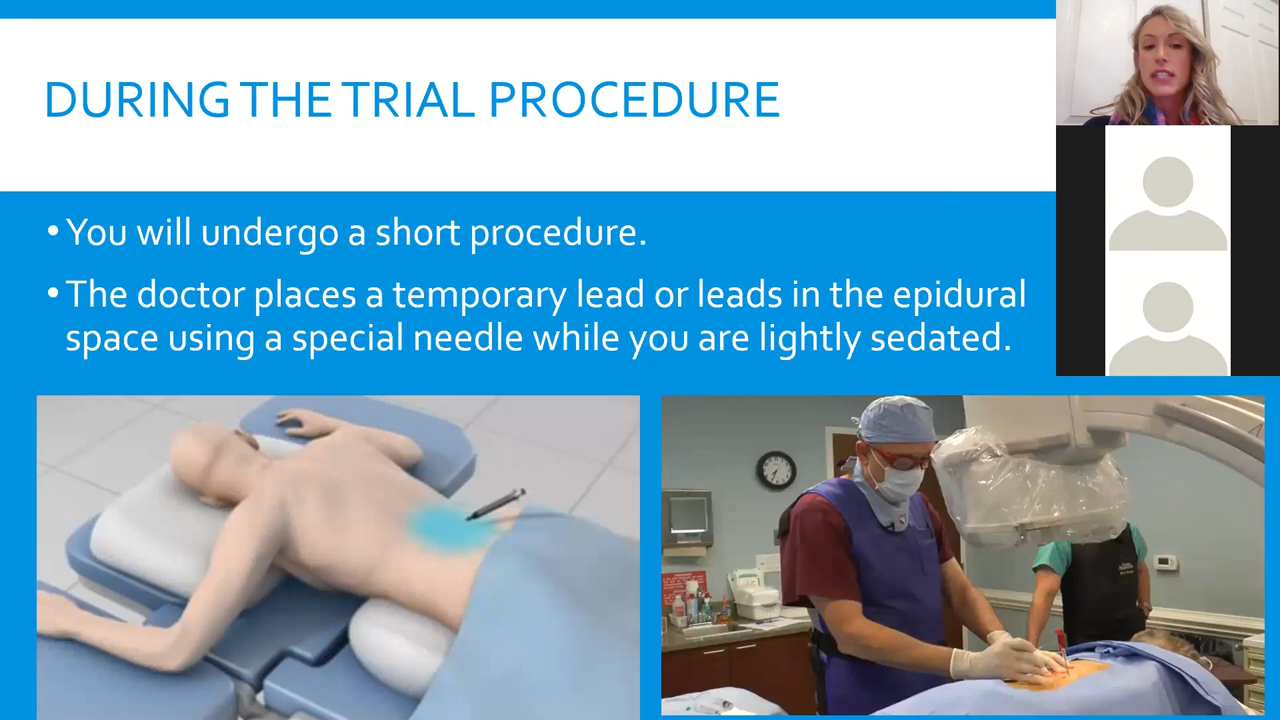 DURING THE TRIAL PROCEDURE
• You will undergo a short procedure.
• The doctor places a temporary lead or leads in the epidural
space using a special needle while you are lightly sedated.